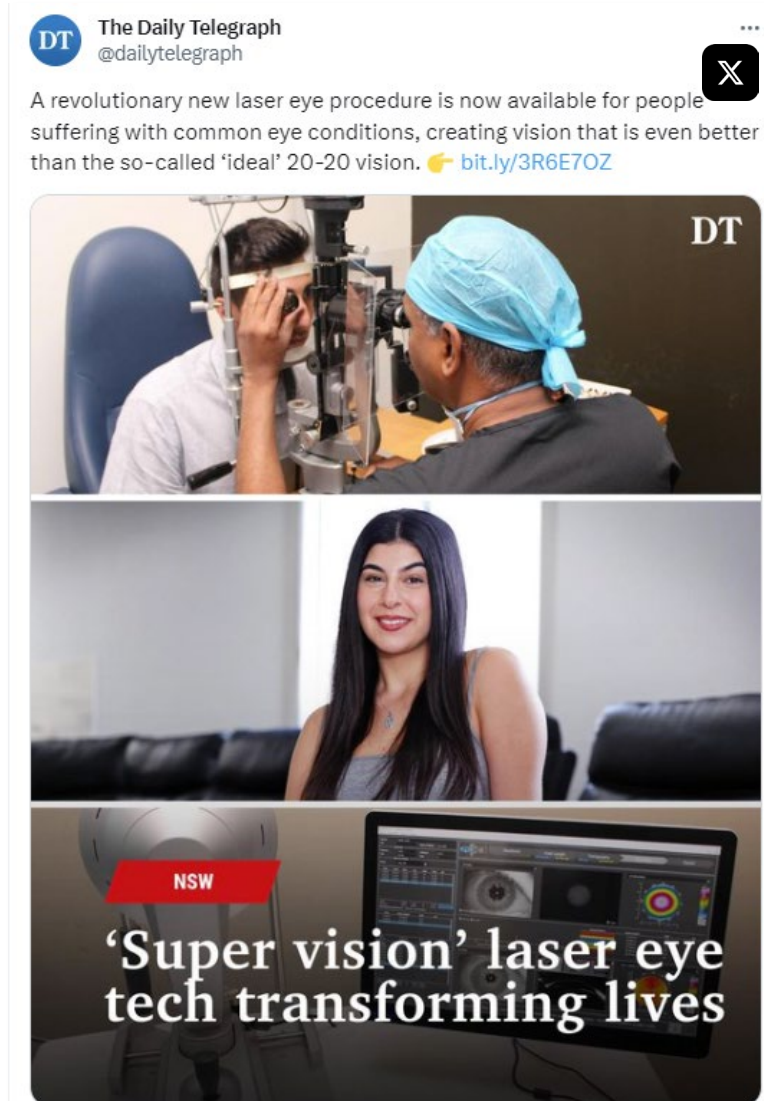 DT
The Daily Telegraph
@dailytelegraph
X
A revolutionary new laser eye procedure is now available for people
suffering with common eye conditions, creating vision that is even better
than the so-called ‘ideal’ 20-20 vision. 👉 bit.ly/3R6E7OZ
DT
NSW
‘Super vision’ laser eye
tech transforming lives